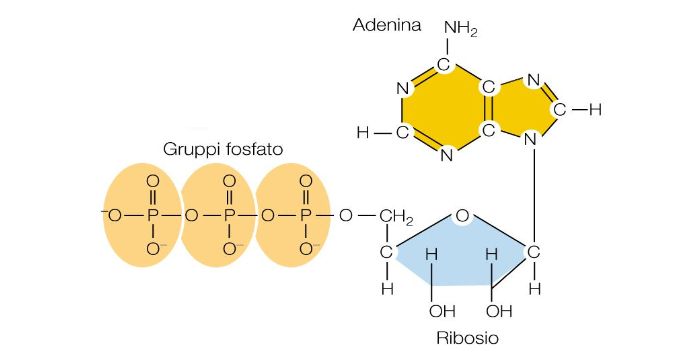 Adenina NH₂
N C C N C—H
H—C N C N
Gruppi fosfato
O O O
⁻O—P—O—P—O—P—O—CH₂ O
O⁻ O⁻ O⁻
C H H C
H H
OH OH
Ribosio